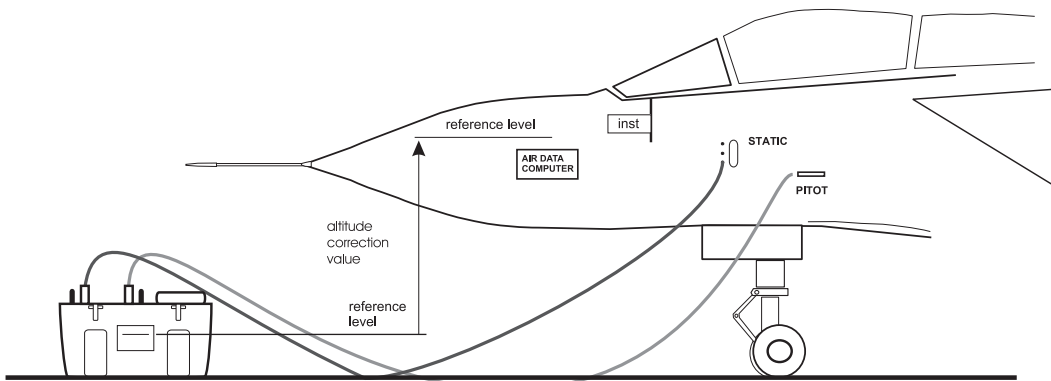 reference level
inst
STATIC
AIR DATA
COMPUTER
PITOT
altitude
correction
value
reference
level